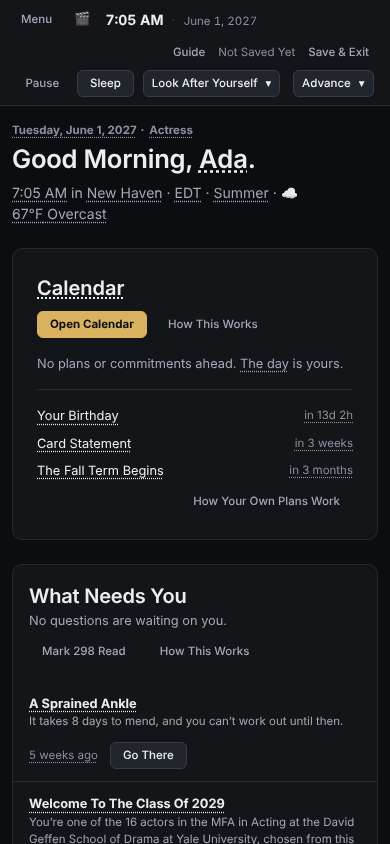 Menu 🎬 7:05 AM · June 1, 2027
Guide Not Saved Yet Save & Exit
Pause Sleep Look After Yourself ▾ Advance ▾
Tuesday, June 1, 2027 · Actress
Good Morning, Ada.
7:05 AM in New Haven · EDT · Summer · ☁️
67°F Overcast
Calendar
Open Calendar How This Works
No plans or commitments ahead. The day is yours.
Your Birthday in 13d 2h
Card Statement in 3 weeks
The Fall Term Begins in 3 months
How Your Own Plans Work
What Needs You
No questions are waiting on you.
Mark 298 Read How This Works
A Sprained Ankle
It takes 8 days to mend, and you can't work out until then.
5 weeks ago Go There
Welcome To The Class Of 2029
You're one of the 16 actors in the MFA in Acting at the David
Geffen School of Drama at Yale University, chosen from this